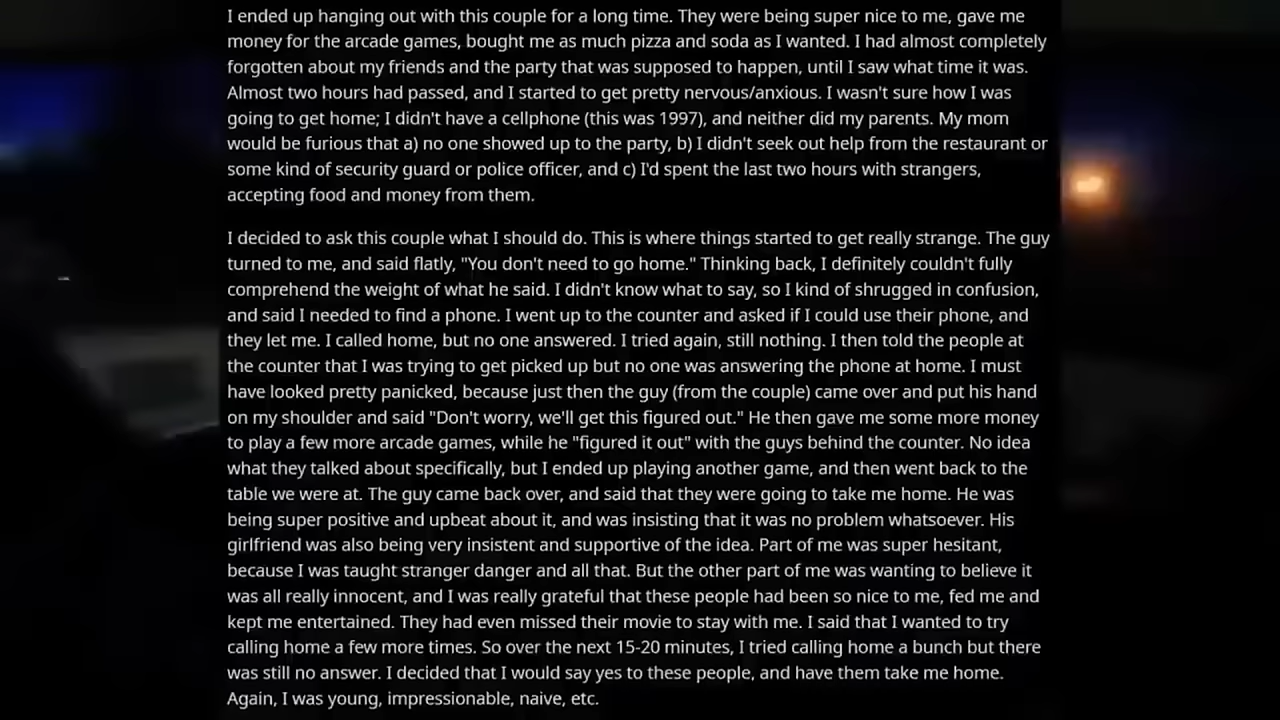 I ended up hanging out with this couple for a long time. They were being super nice to me, gave me
money for the arcade games, bought me as much pizza and soda as I wanted. I had almost completely
forgotten about my friends and the party that was supposed to happen, until I saw what time it was.
Almost two hours had passed, and I started to get pretty nervous/anxious. I wasn't sure how I was
going to get home; I didn't have a cellphone (this was 1997), and neither did my parents. My mom
would be furious that a) no one showed up to the party, b) I didn't seek out help from the restaurant or
some kind of security guard or police officer, and c) I'd spent the last two hours with strangers,
accepting food and money from them.
I decided to ask this couple what I should do. This is where things started to get really strange. The guy
turned to me, and said flatly, "You don't need to go home." Thinking back, I definitely couldn't fully
comprehend the weight of what he said. I didn't know what to say, so I kind of shrugged in confusion,
and said I needed to find a phone. I went up to the counter and asked if I could use their phone, and
they let me. I called home, but no one answered. I tried again, still nothing. I then told the people at
the counter that I was trying to get picked up but no one was answering the phone at home. I must
have looked pretty panicked, because just then the guy (from the couple) came over and put his hand
on my shoulder and said "Don't worry, we'll get this figured out." He then gave me some more money
to play a few more arcade games, while he "figured it out" with the guys behind the counter. No idea
what they talked about specifically, but I ended up playing another game, and then went back to the
table we were at. The guy came back over, and said that they were going to take me home. He was
being super positive and upbeat about it, and was insisting that it was no problem whatsoever. His
girlfriend was also being very insistent and supportive of the idea. Part of me was super hesitant,
because I was taught stranger danger and all that. But the other part of me was wanting to believe it
was all really innocent, and I was really grateful that these people had been so nice to me, fed me and
kept me entertained. They had even missed their movie to stay with me. I said that I wanted to try
calling home a few more times. So over the next 15-20 minutes, I tried calling home a bunch but there
was still no answer. I decided that I would say yes to these people, and have them take me home.
Again, I was young, impressionable, naive, etc.